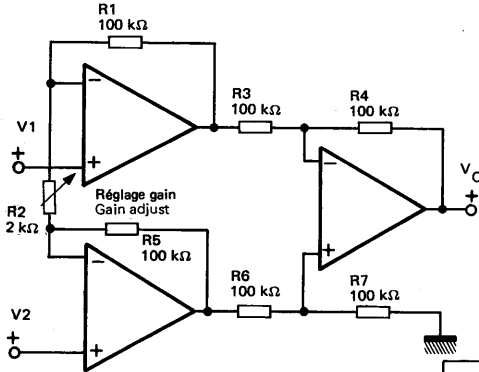 R1
100 kΩ
R3
100 kΩ
R4
100 kΩ
V1
+
−
+
R2
2 kΩ
Réglage gain
Gain adjust
R5
100 kΩ
−
+
VO
+
−
+
R6
100 kΩ
R7
100 kΩ
V2
+